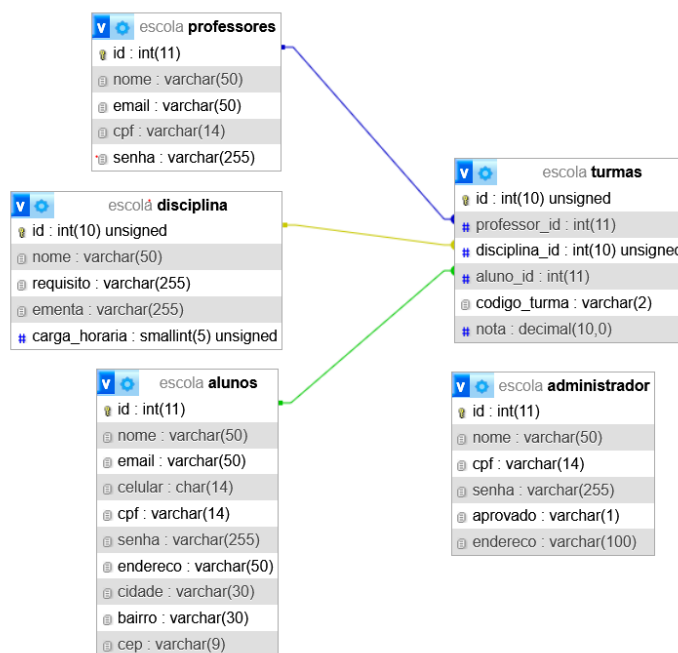 escola professores
id : int(11)
nome : varchar(50)
email : varchar(50)
cpf : varchar(14)
senha : varchar(255)
escola disciplina
id : int(10) unsigned
nome : varchar(50)
requisito : varchar(255)
ementa : varchar(255)
# carga_horaria : smallint(5) unsigned
escola alunos
id : int(11)
nome : varchar(50)
email : varchar(50)
celular : char(14)
cpf : varchar(14)
senha : varchar(255)
endereco : varchar(50)
cidade : varchar(30)
bairro : varchar(30)
cep : varchar(9)
escola turmas
id : int(10) unsigned
# professor_id : int(11)
# disciplina_id : int(10) unsigned
# aluno_id : int(11)
codigo_turma : varchar(2)
# nota : decimal(10,0)
escola administrador
id : int(11)
nome : varchar(50)
cpf : varchar(14)
senha : varchar(255)
aprovado : varchar(1)
endereco : varchar(100)